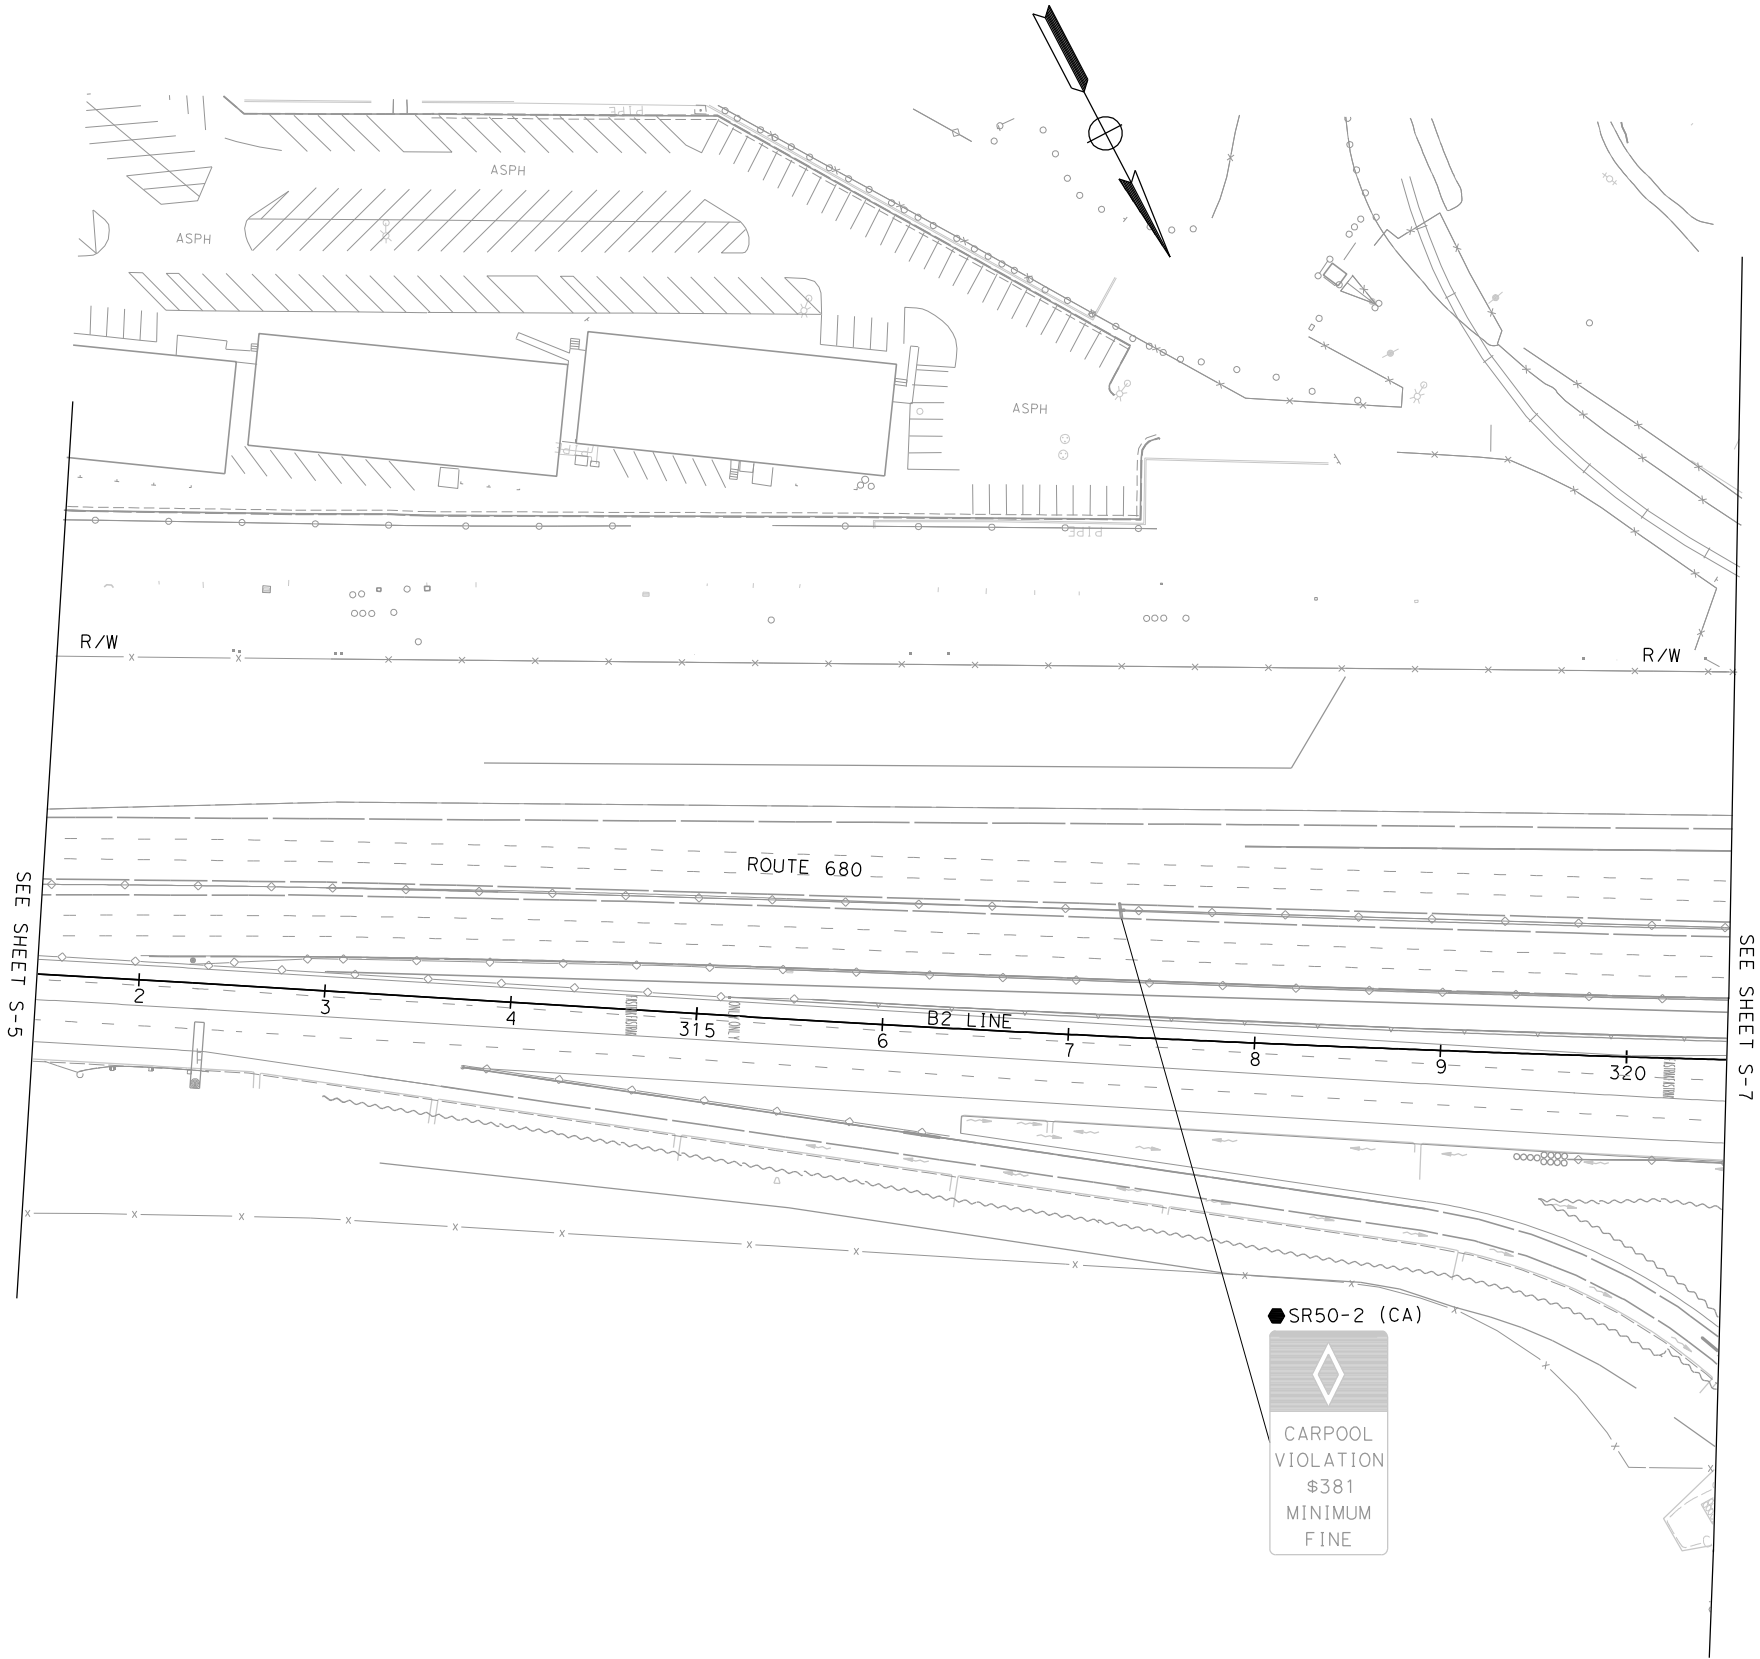 PIPE
ASPH
ASPH
ASPH
PIPE
R/W
R/W
ROUTE 680
SEE SHEET S-5
SEE SHEET S-7
2
3
4
315
B2 LINE
6
7
8
9
320
SR50-2 (CA)
CARPOOL
VIOLATION
$381
MINIMUM
FINE